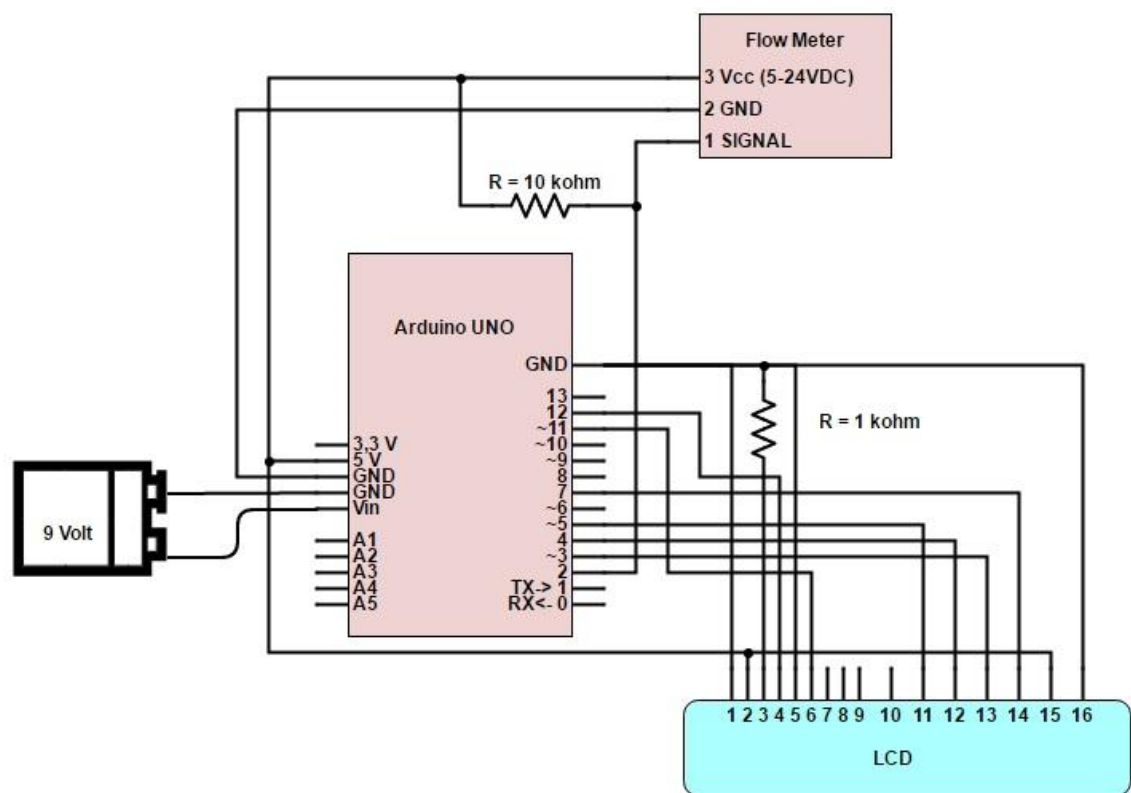 Flow Meter
3 Vcc (5-24VDC)
2 GND
1 SIGNAL
R = 10 kohm
Arduino UNO
GND
13
12
~11
~10
~9
8
7
~6
~5
4
~3
2
TX-> 1
RX<- 0
3,3 V
5 V
GND
GND
Vin
A1
A2
A3
A4
A5
9 Volt
R = 1 kohm
1 2 3 4 5 6 7 8 9 10 11 12 13 14 15 16
LCD